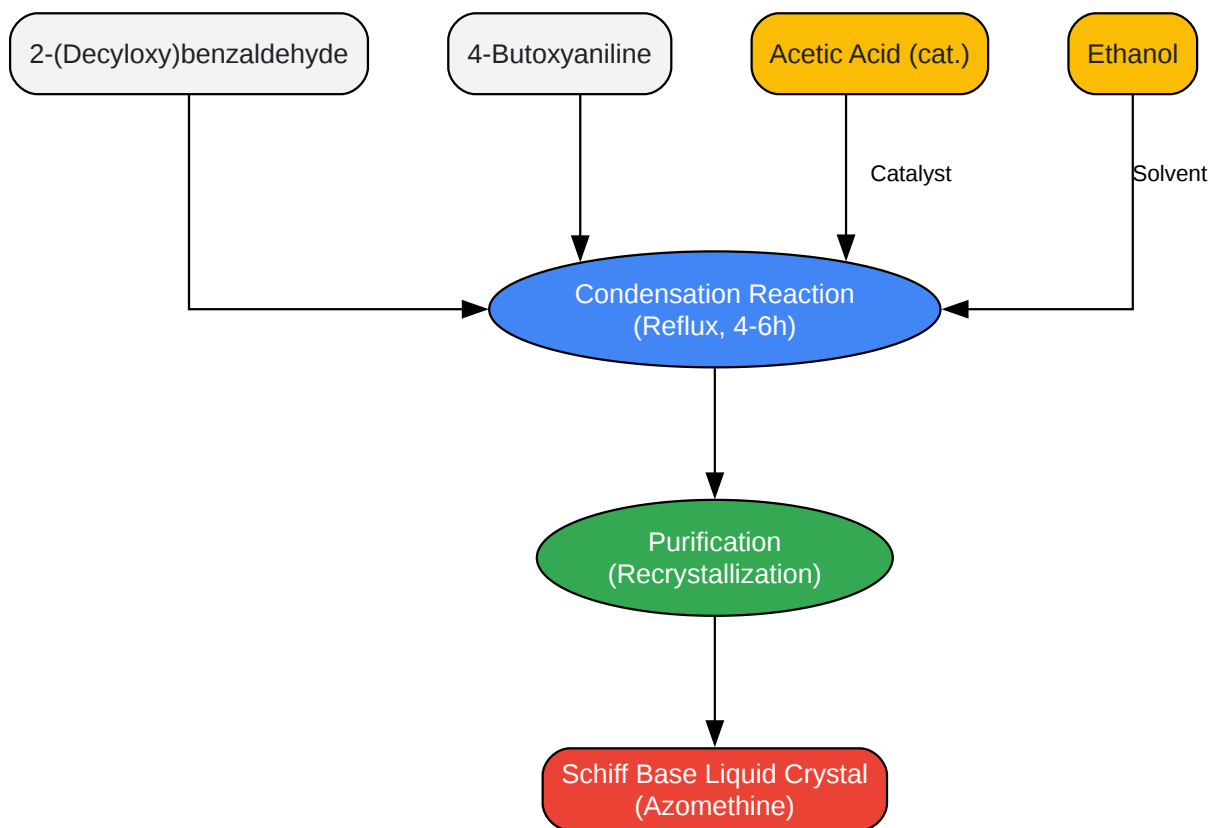 2-(Decyloxy)benzaldehyde
4-Butoxyaniline
Acetic Acid (cat.)
Ethanol
Catalyst
Solvent
Condensation Reaction
(Reflux, 4-6h)
Purification
(Recrystallization)
Schiff Base Liquid Crystal
(Azomethine)